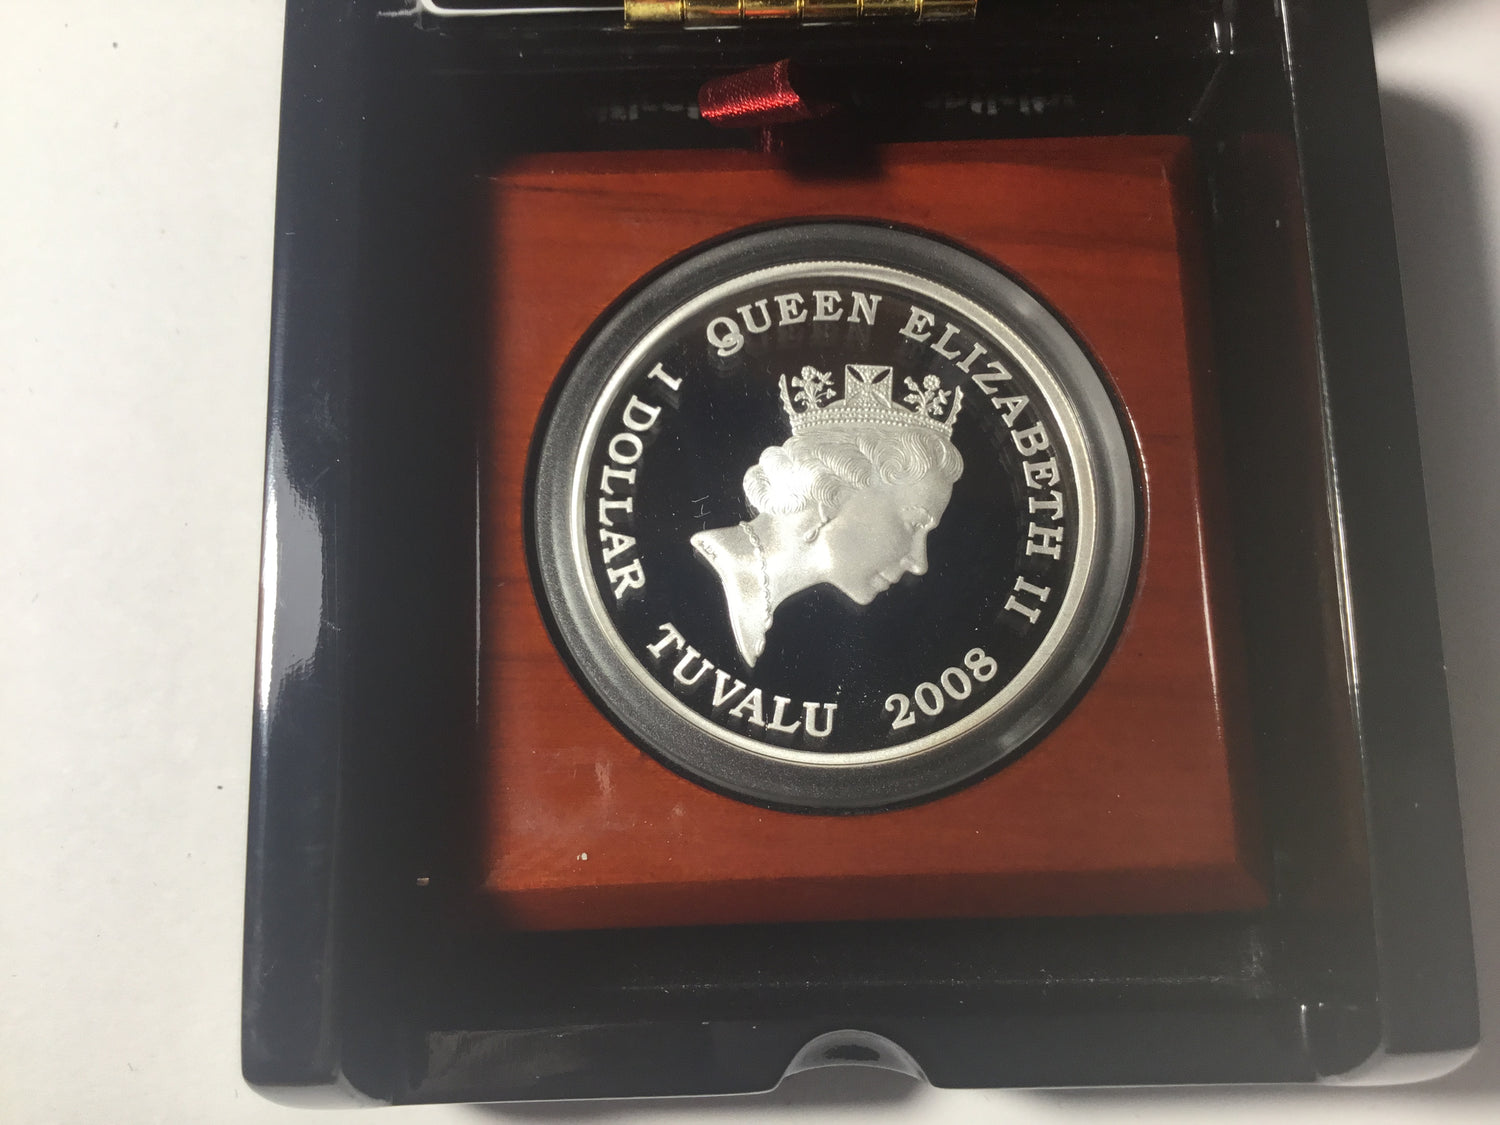 QUEEN ELIZABETH II
2008
TUVALU
1 DOLLAR